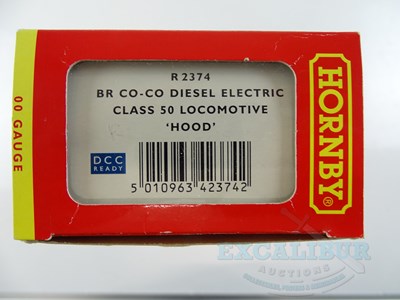 00 GAUGE
R 2374
BR CO-CO DIESEL ELECTRIC
CLASS 50 LOCOMOTIVE
'HOOD'
DCC
READY
5 010963 423742
HORNBY®
EXCALIBUR
AUCTIONS